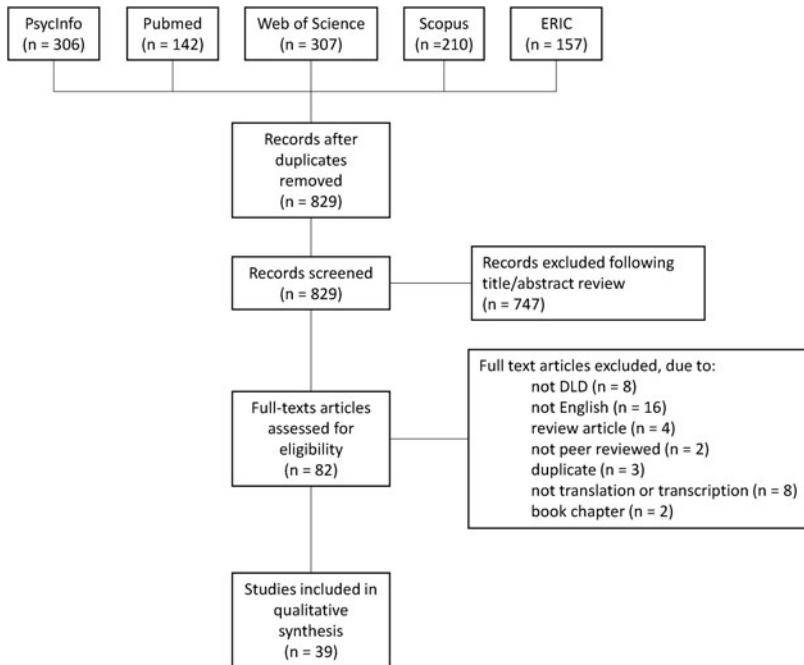 PsycInfo
(n = 306)
Pubmed
(n = 142)
Web of Science
(n = 307)
Scopus
(n =210)
ERIC
(n = 157)
Records after
duplicates
removed
(n = 829)
Records screened
(n = 829)
Records excluded following
title/abstract review
(n = 747)
Full-texts articles
assessed for
eligibility
(n = 82)
Full text articles excluded, due to:
not DLD (n = 8)
not English (n = 16)
review article (n = 4)
not peer reviewed (n = 2)
duplicate (n = 3)
not translation or transcription (n = 8)
book chapter (n = 2)
Studies included in
qualitative
synthesis
(n = 39)